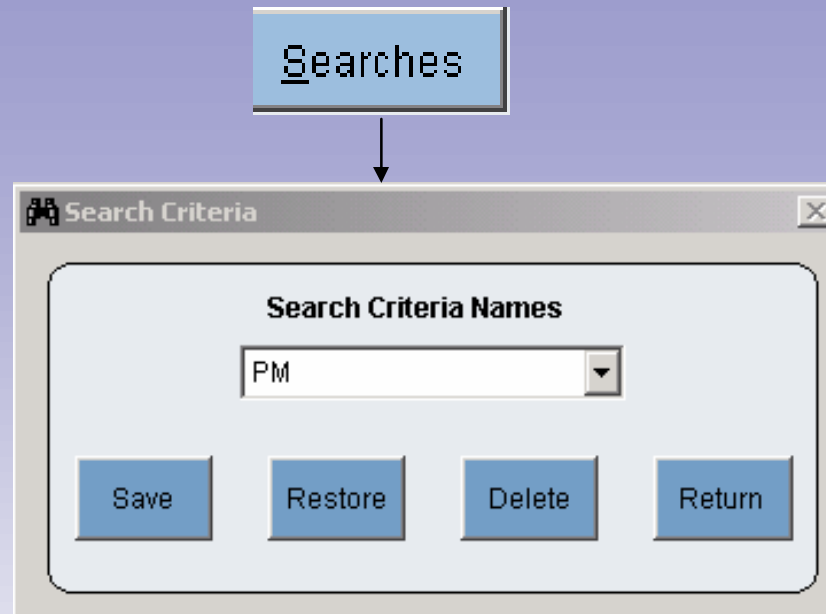 Searches
Search Criteria
Search Criteria Names
PM
Save Restore Delete Return